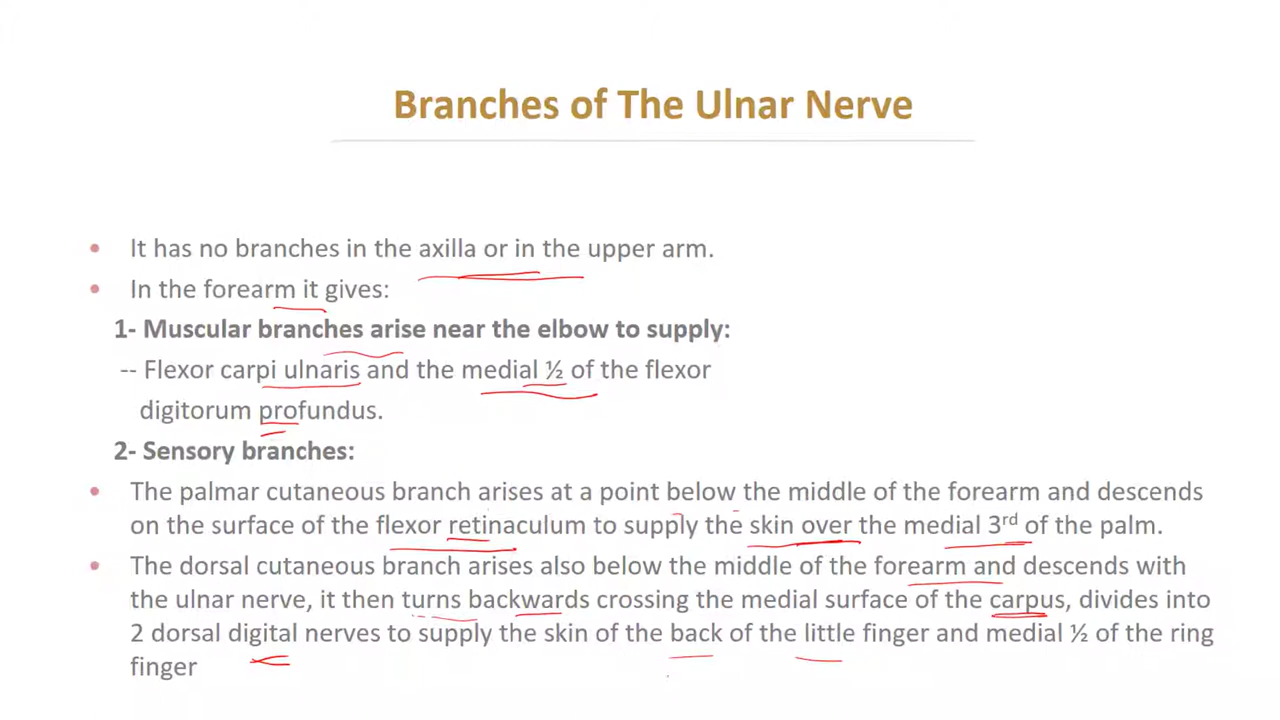 Branches of The Ulnar Nerve
• It has no branches in the axilla or in the upper arm.
• In the forearm it gives:
1- Muscular branches arise near the elbow to supply:
-- Flexor carpi ulnaris and the medial ½ of the flexor
digitorum profundus.
2- Sensory branches:
• The palmar cutaneous branch arises at a point below the middle of the forearm and descends
on the surface of the flexor retinaculum to supply the skin over the medial 3rd of the palm.
• The dorsal cutaneous branch arises also below the middle of the forearm and descends with
the ulnar nerve, it then turns backwards crossing the medial surface of the carpus, divides into
2 dorsal digital nerves to supply the skin of the back of the little finger and medial ½ of the ring
finger